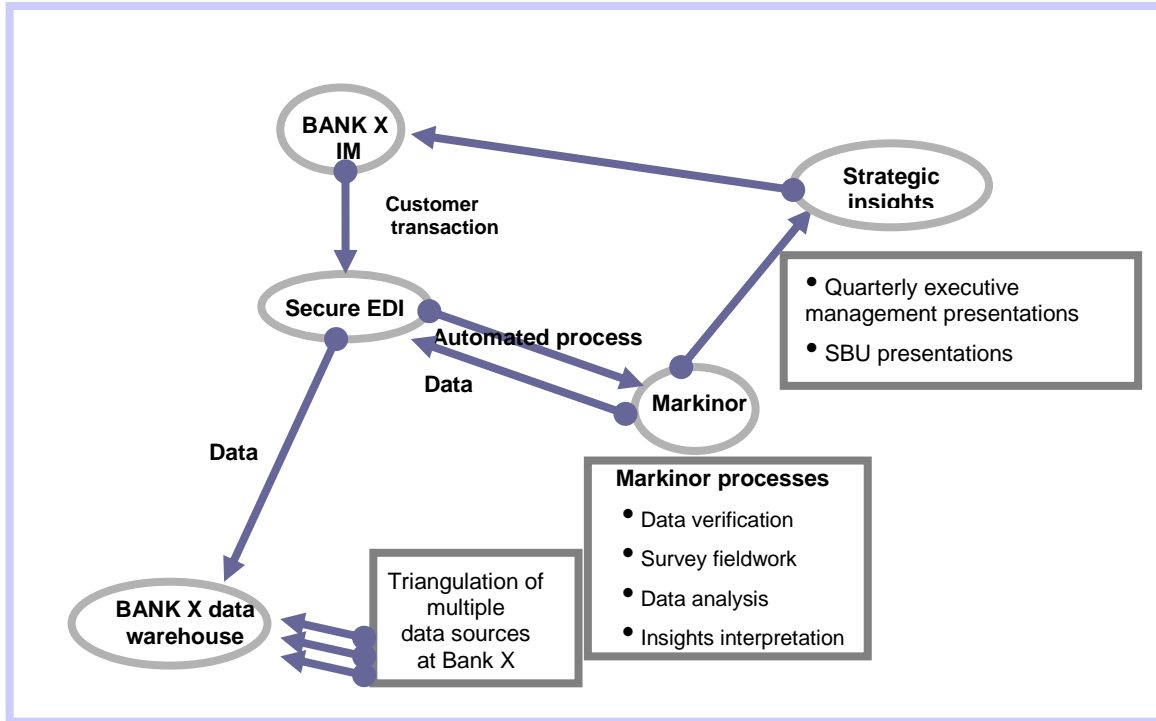 BANK X
IM
Strategic
insights
Customer
transaction
Secure EDI
• Quarterly executive
management presentations
• SBU presentations
Automated process
Data
Markinor
Data
Markinor processes
• Data verification
• Survey fieldwork
• Data analysis
• Insights interpretation
Triangulation of
multiple
data sources
at Bank X
BANK X data
warehouse